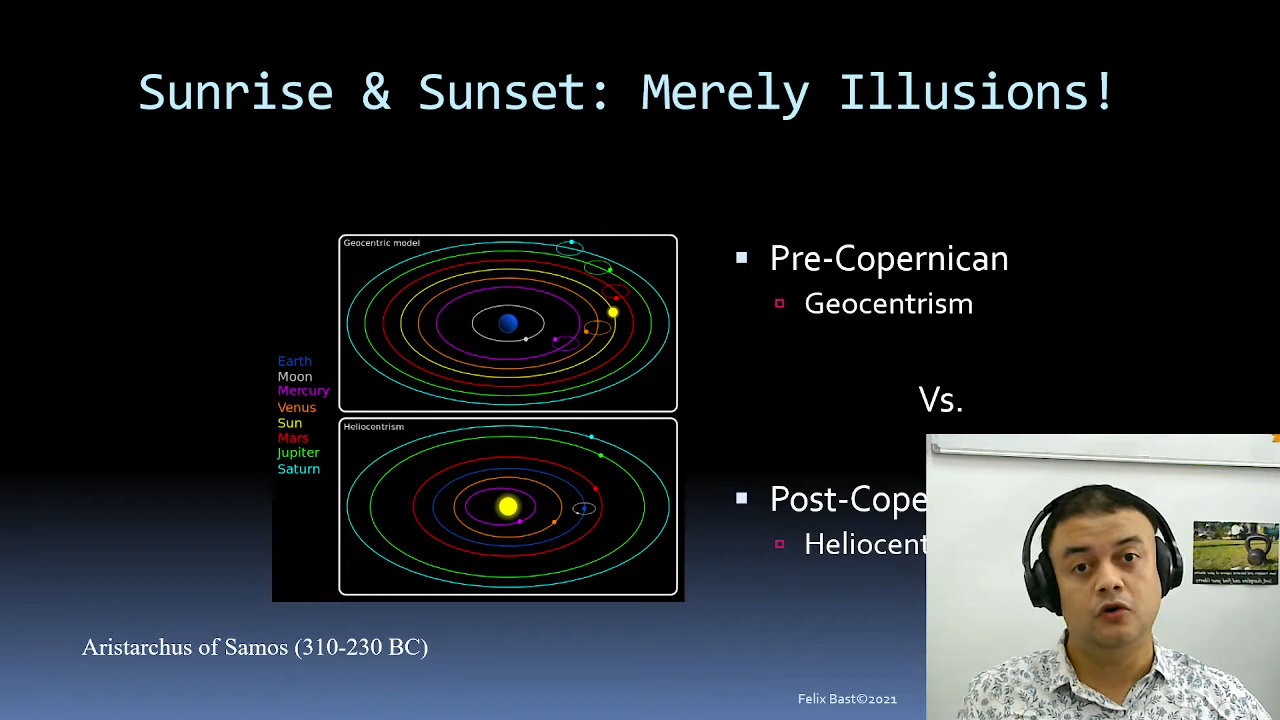 Sunrise & Sunset: Merely Illusions!
Geocentric model
Earth
Moon
Mercury
Venus
Sun
Mars
Jupiter
Saturn
Heliocentrism
Pre-Copernican
Geocentrism
Vs.
Post-Cope
Heliocent
Aristarchus of Samos (310-230 BC)
Felix Bast©2021